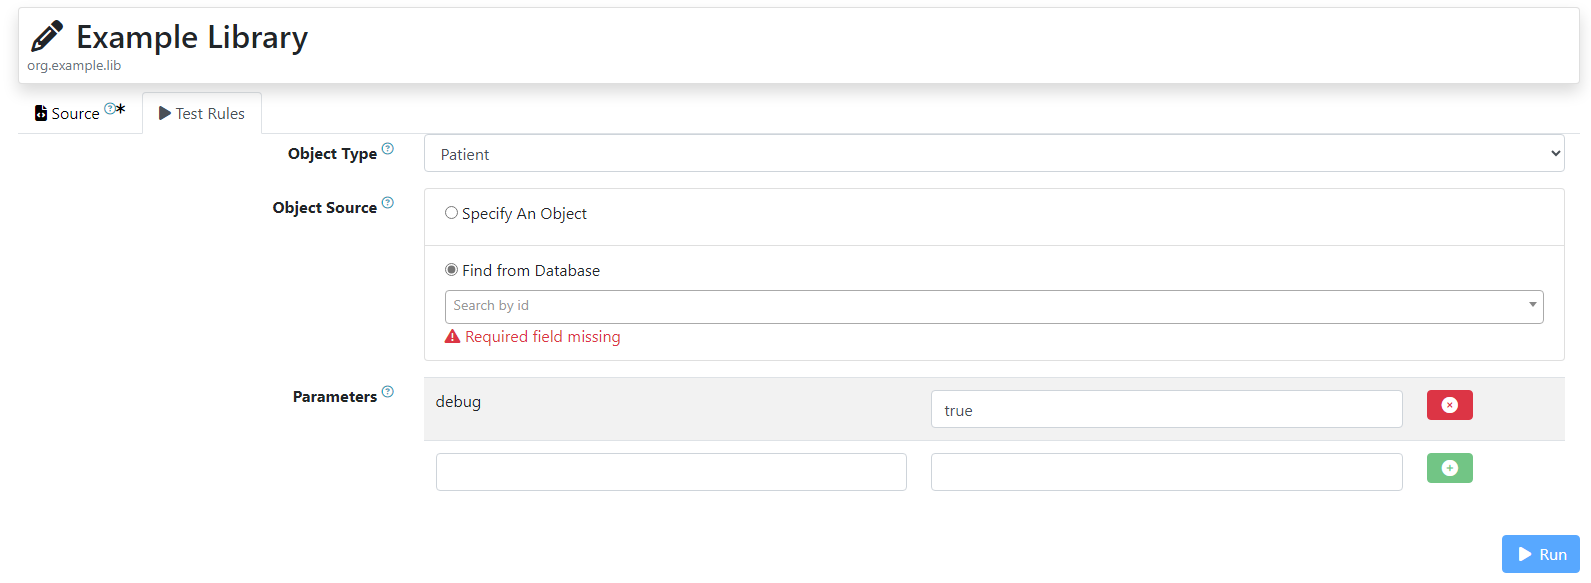 Example Library
org.example.lib
Source ?*
Test Rules
Object Type ?
Patient
Object Source ?
Specify An Object
Find from Database
Search by id
Required field missing
Parameters ?
debug
true
Run